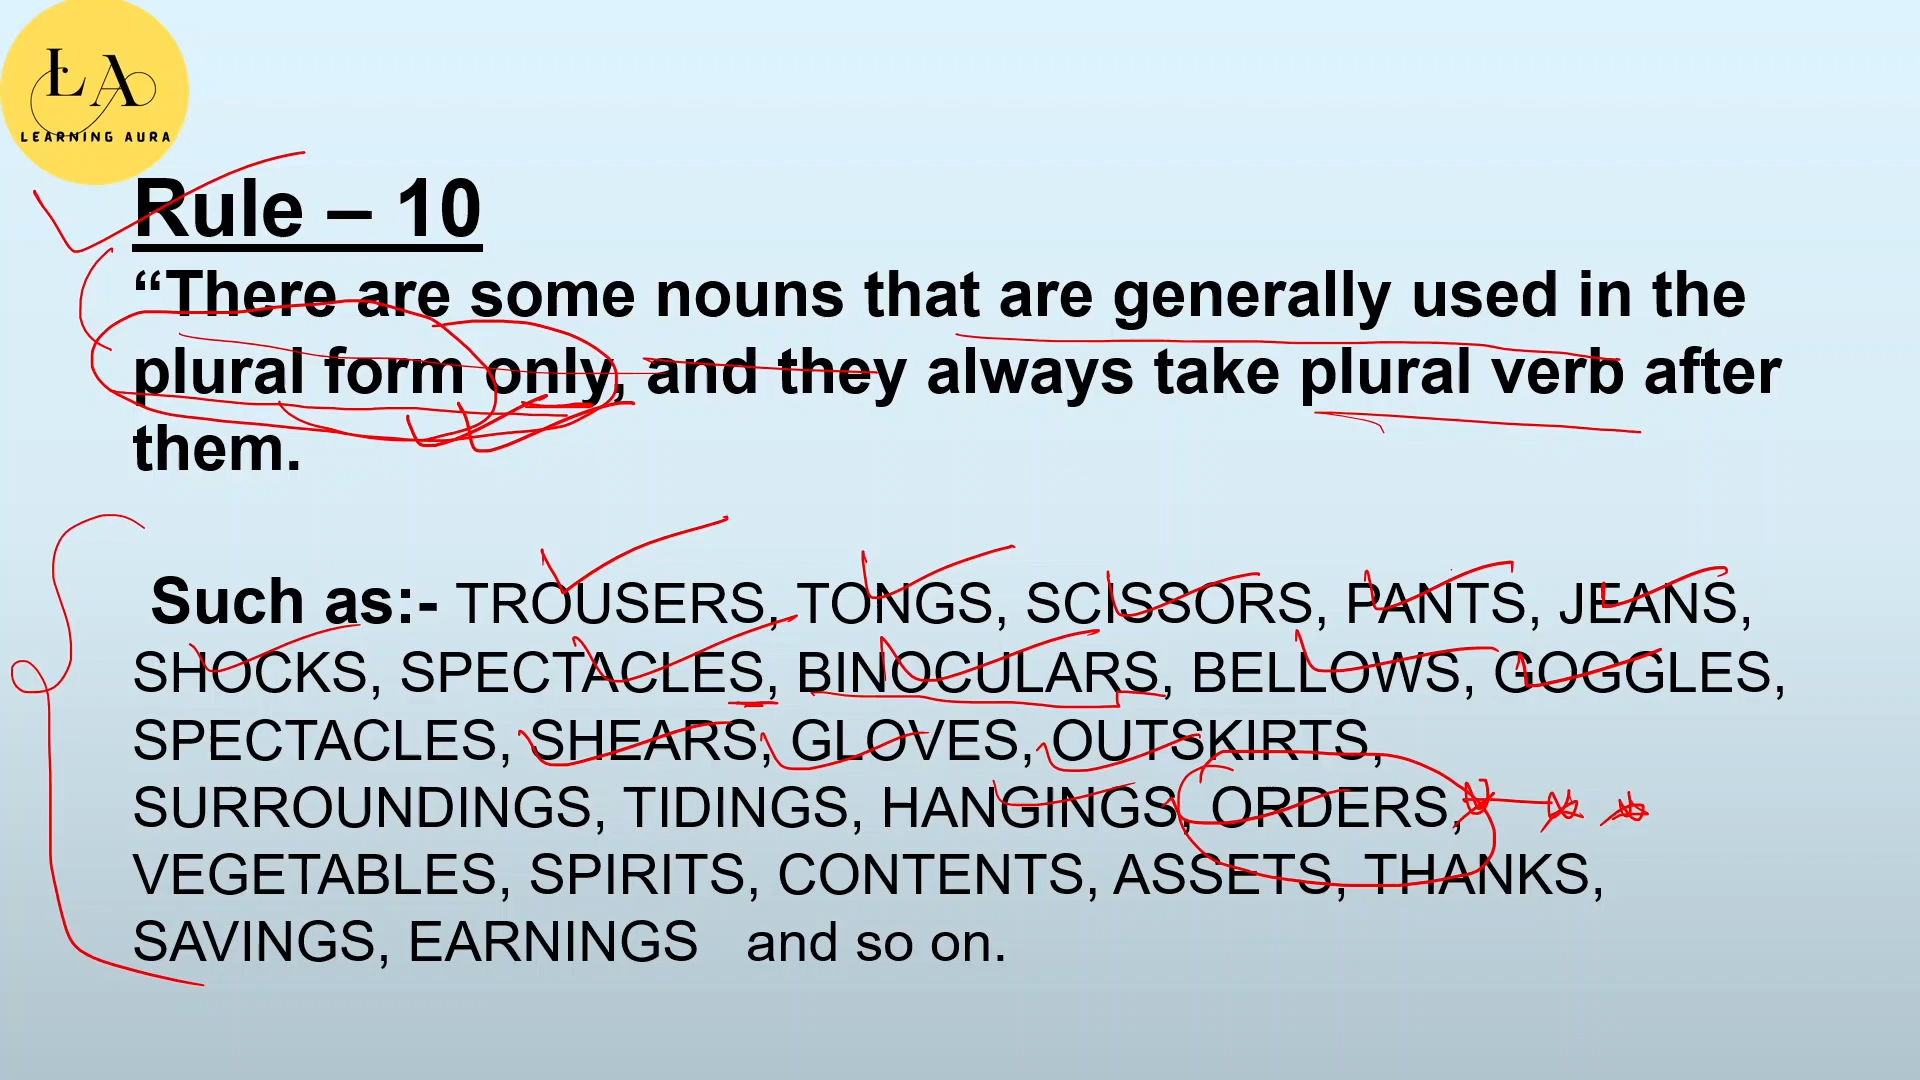 LA
LEARNING AURA
Rule – 10
“There are some nouns that are generally used in the
plural form only, and they always take plural verb after
them.
Such as:- TROUSERS, TONGS, SCISSORS, PANTS, JEANS,
SHOCKS, SPECTACLES, BINOCULARS, BELLOWS, GOGGLES,
SPECTACLES, SHEARS, GLOVES, OUTSKIRTS,
SURROUNDINGS, TIDINGS, HANGINGS, ORDERS,
VEGETABLES, SPIRITS, CONTENTS, ASSETS, THANKS,
SAVINGS, EARNINGS and so on.